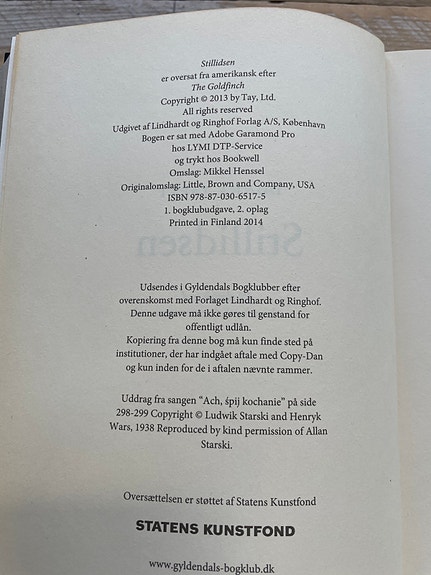 Stillidsen
er oversat fra amerikansk efter
The Goldfinch
Copyright © 2013 by Tay, Ltd.
All rights reserved
Udgivet af Lindhardt og Ringhof Forlag A/S, København
Bogen er sat med Adobe Garamond Pro
hos LYMI DTP-Service
og trykt hos Bookwell
Omslag: Mikkel Henssel
Originalomslag: Little, Brown and Company, USA
ISBN 978-87-030-6517-5
1. bogklubudgave, 2. oplag
Printed in Finland 2014
Stillidsen
Udsendes i Gyldendals Bogklubber efter
overenskomst med Forlaget Lindhardt og Ringhof.
Denne udgave må ikke gøres til genstand for
offentligt udlån.
Kopiering fra denne bog må kun finde sted på
institutioner, der har indgået aftale med Copy-Dan
og kun inden for de i aftalen nævnte rammer.
Uddrag fra sangen "Ach, śpij kochanie" på side
298-299 Copyright © Ludwik Starski and Henryk
Wars, 1938 Reproduced by kind permission of Allan
Starski.
Oversættelsen er støttet af Statens Kunstfond
STATENS KUNSTFOND
www.gyldendals-bogklub.dk